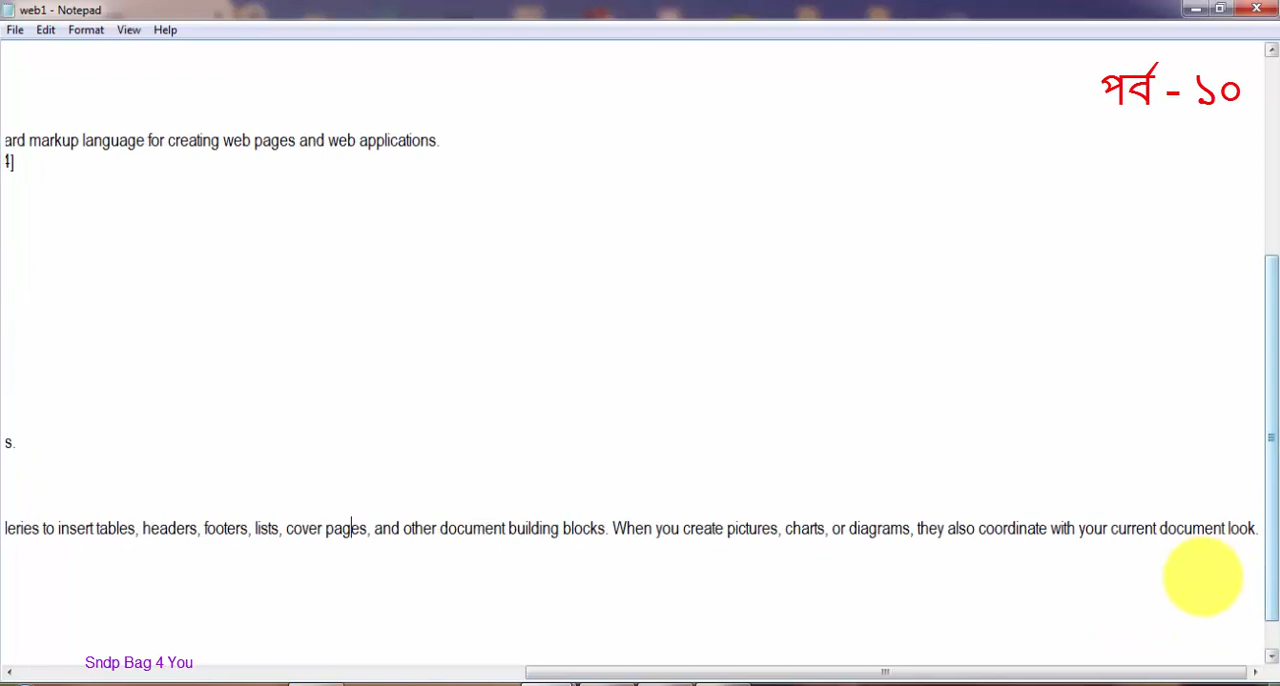 web1 - Notepad
File Edit Format View Help
পর্ব - ১০
ard markup language for creating web pages and web applications.
4]
s.
leries to insert tables, headers, footers, lists, cover pages, and other document building blocks. When you create pictures, charts, or diagrams, they also coordinate with your current document look.
Sndp Bag 4 You